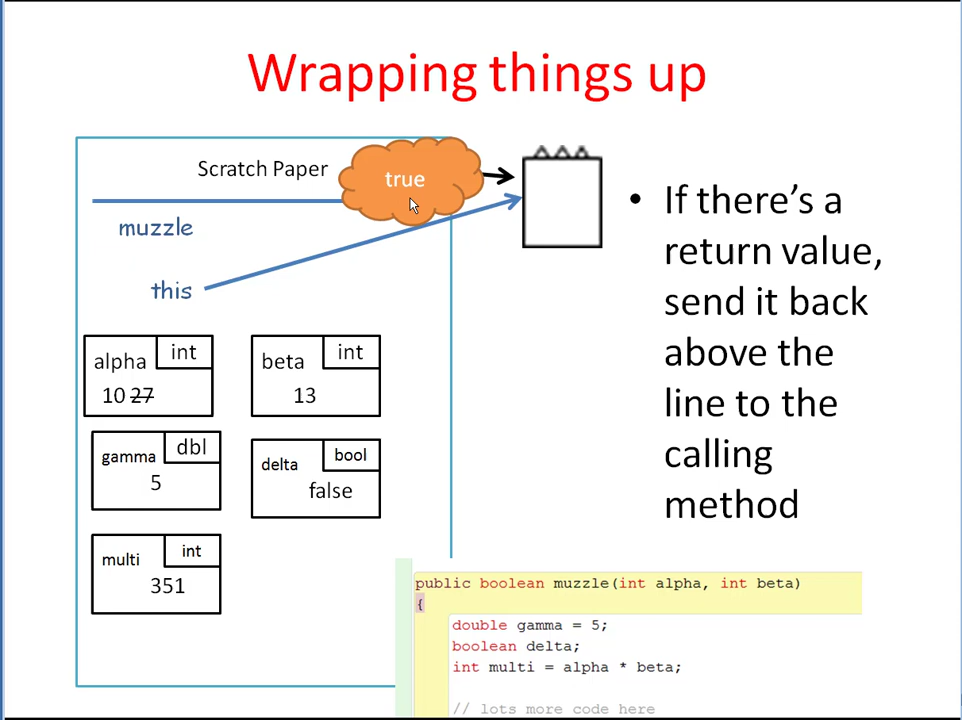 Wrapping things up
Scratch Paper
true
muzzle
this
alpha int
10 27
beta int
13
gamma dbl
5
delta bool
false
multi int
351
• If there’s a
return value,
send it back
above the
line to the
calling
method
public boolean muzzle(int alpha, int beta)
{
double gamma = 5;
boolean delta;
int multi = alpha * beta;
// lots more code here